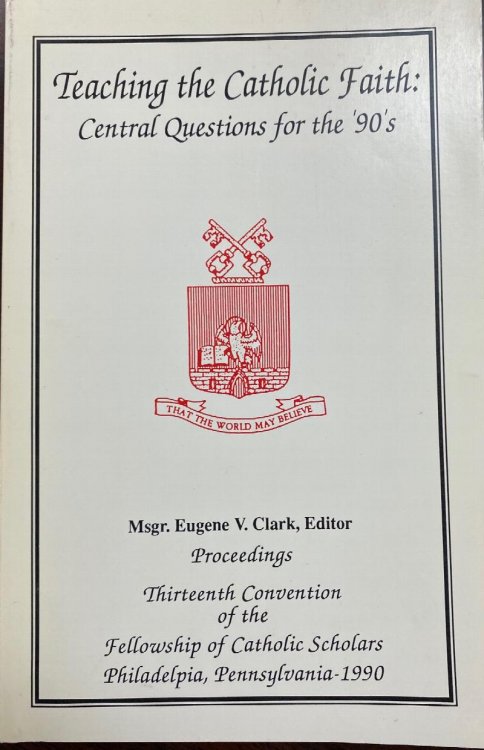 Teaching the Catholic Faith:
Central Questions for the '90's
THAT THE WORLD MAY BELIEVE
Msgr. Eugene V. Clark, Editor
Proceedings
Thirteenth Convention
of the
Fellowship of Catholic Scholars
Philadelpia, Pennsylvania-1990